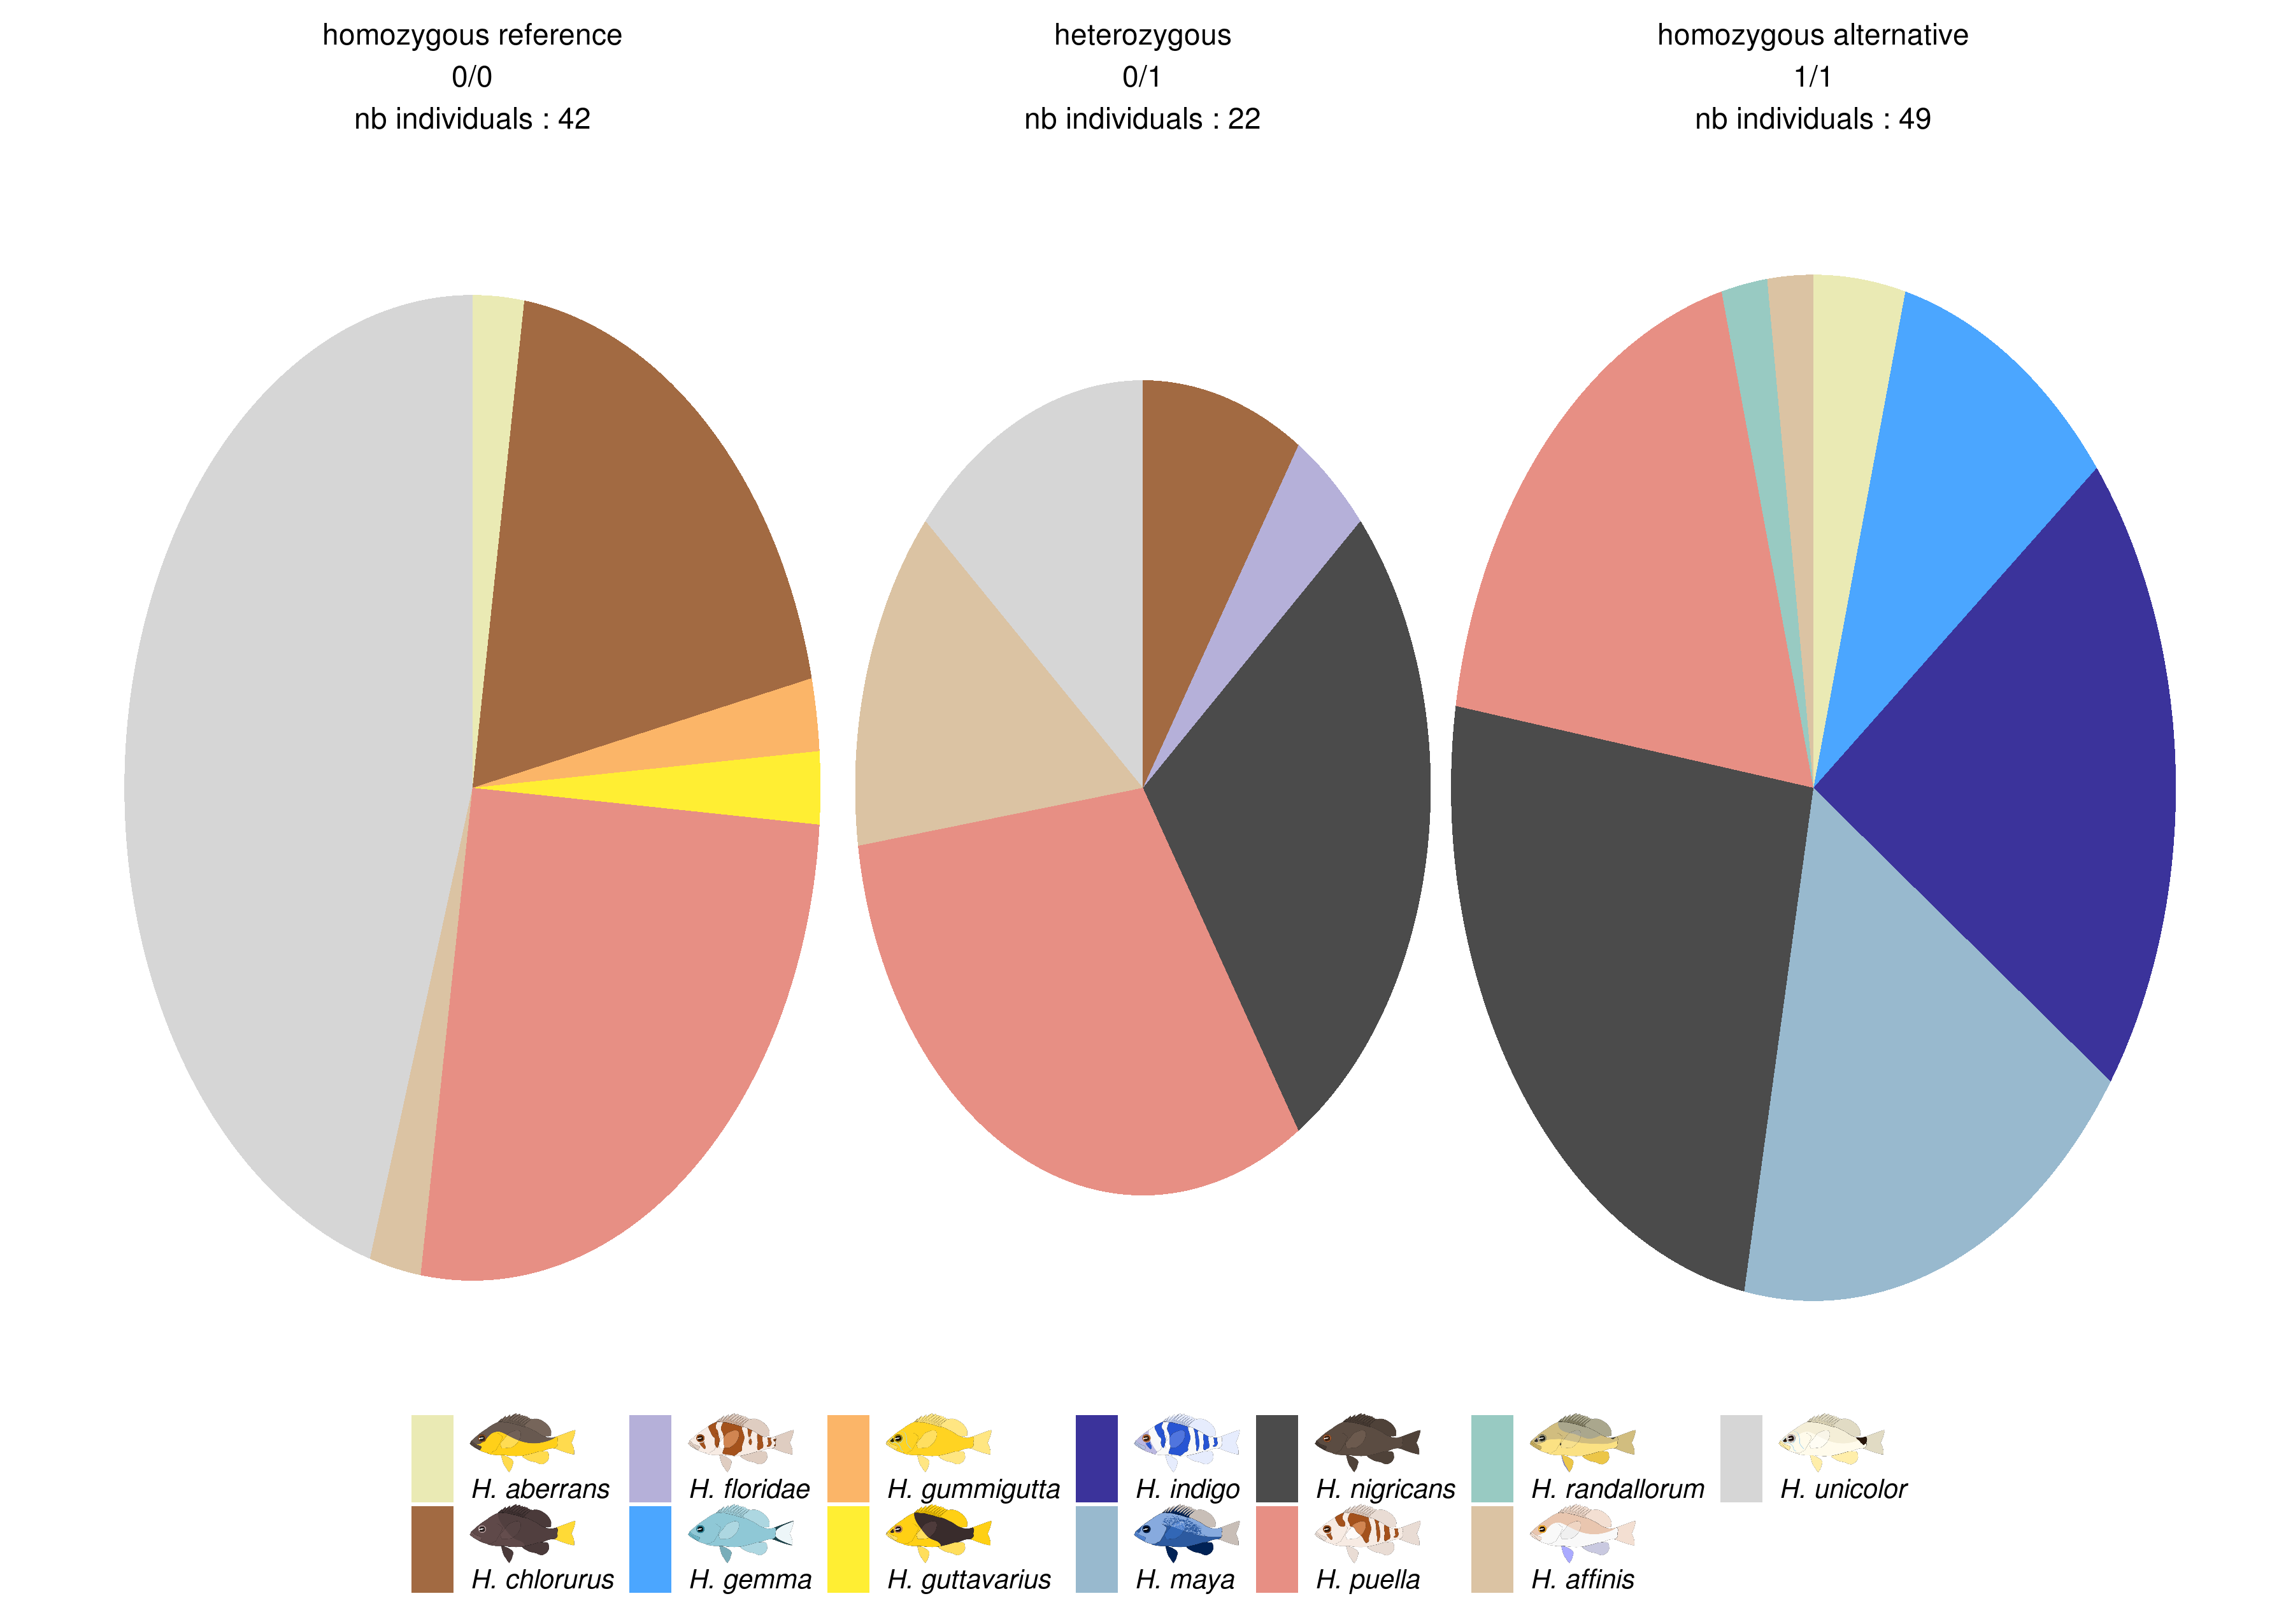 homozygous reference
0/0
nb individuals : 42
heterozygous
0/1
nb individuals : 22
homozygous alternative
1/1
nb individuals : 49
H. aberrans
H. floridae
H. gummigutta
H. indigo
H. nigricans
H. randallorum
H. unicolor
H. chlorurus
H. gemma
H. guttavarius
H. maya
H. puella
H. affinis